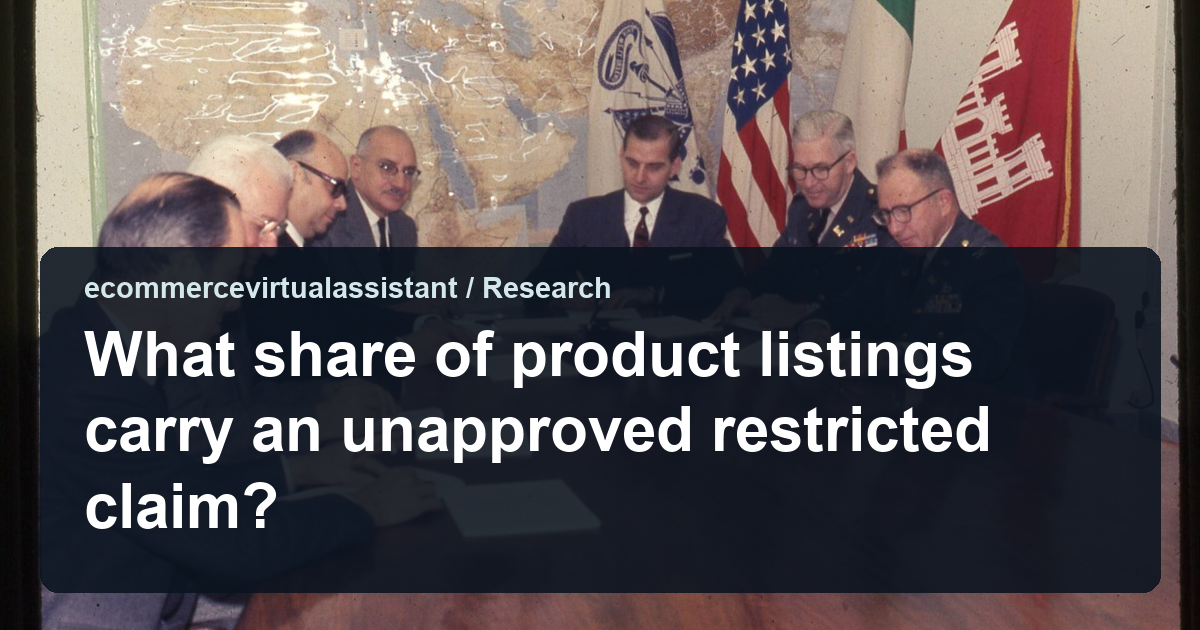 ecommercevirtualassistant / Research
What share of product listings
carry an unapproved restricted
claim?